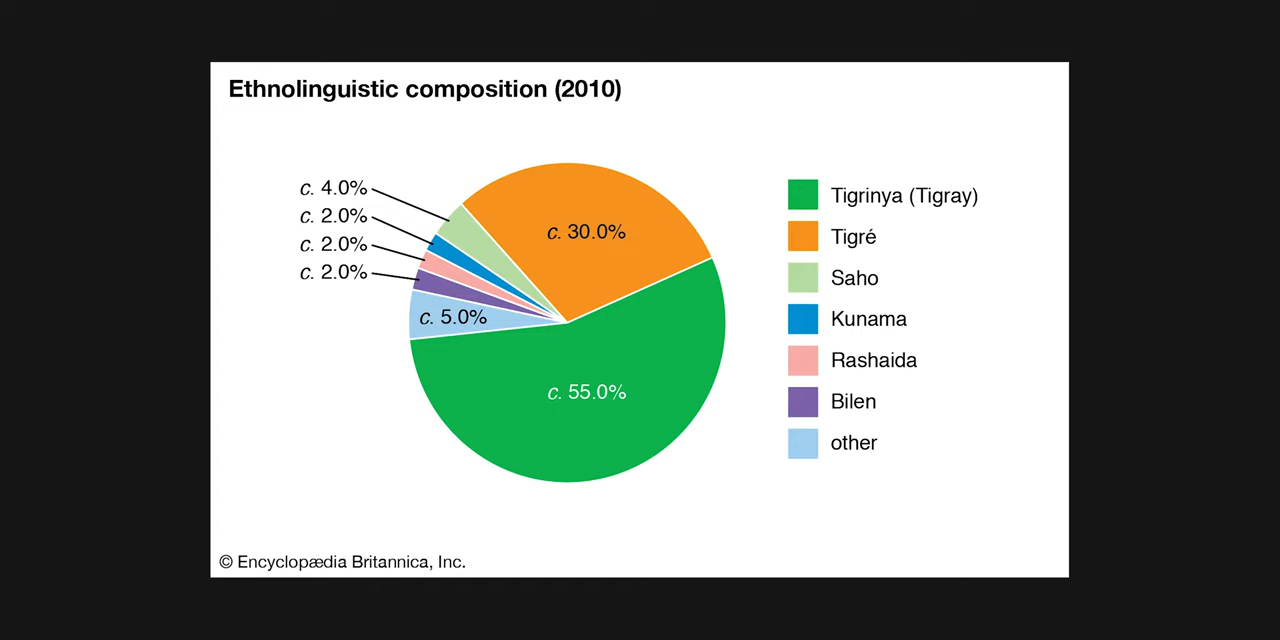 Ethnolinguistic composition (2010)
c. 4.0%
c. 2.0%
c. 2.0%
c. 2.0%
c. 5.0%
c. 30.0%
c. 55.0%
Tigrinya (Tigray)
Tigré
Saho
Kunama
Rashaida
Bilen
other
© Encyclopædia Britannica, Inc.